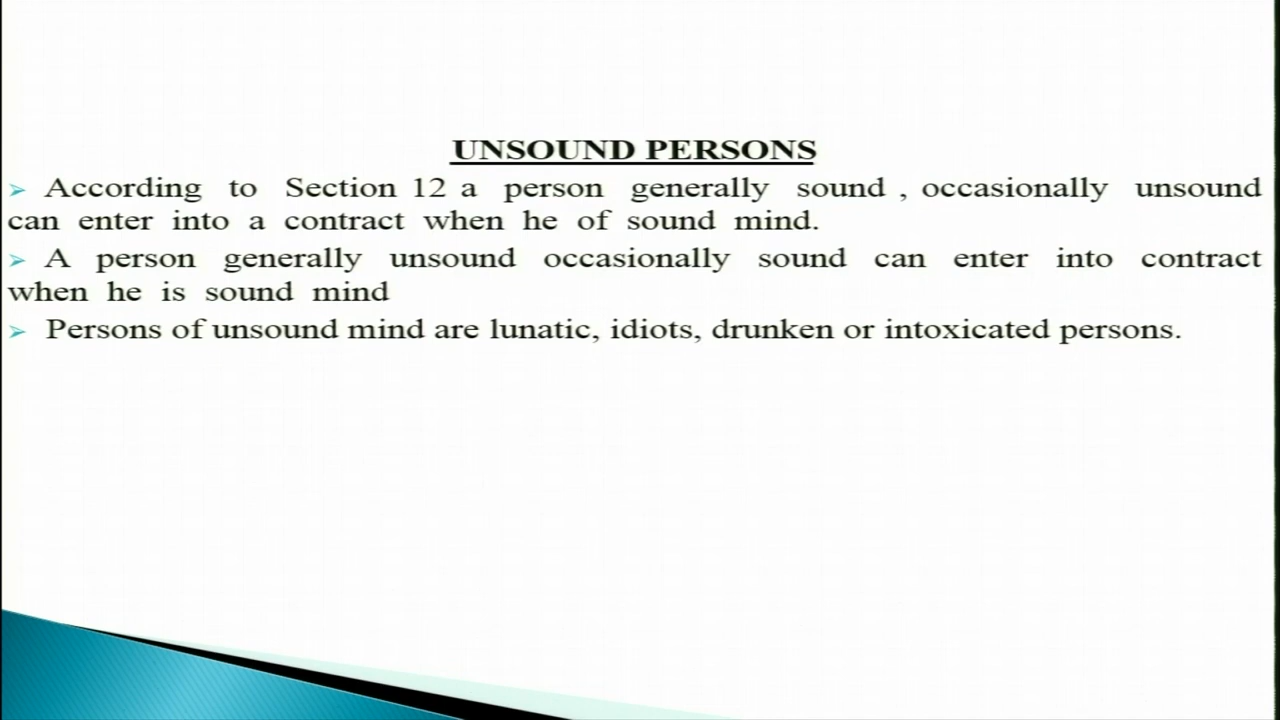 UNSOUND PERSONS
➢ According to Section 12 a person generally sound , occasionally unsound
can enter into a contract when he of sound mind.
➢ A person generally unsound occasionally sound can enter into contract
when he is sound mind
➢ Persons of unsound mind are lunatic, idiots, drunken or intoxicated persons.